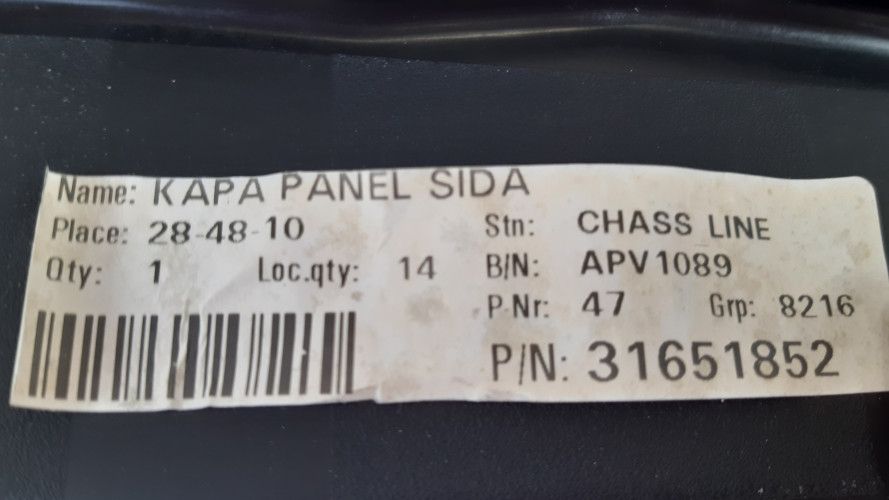 Name: KAPA PANEL SIDA
Place: 28-48-10 Stn: CHASS LINE
Qty: 1 Loc.qty: 14 B/N: APV1089
P-Nr: 47 Grp: 8216
P/N: 31651852